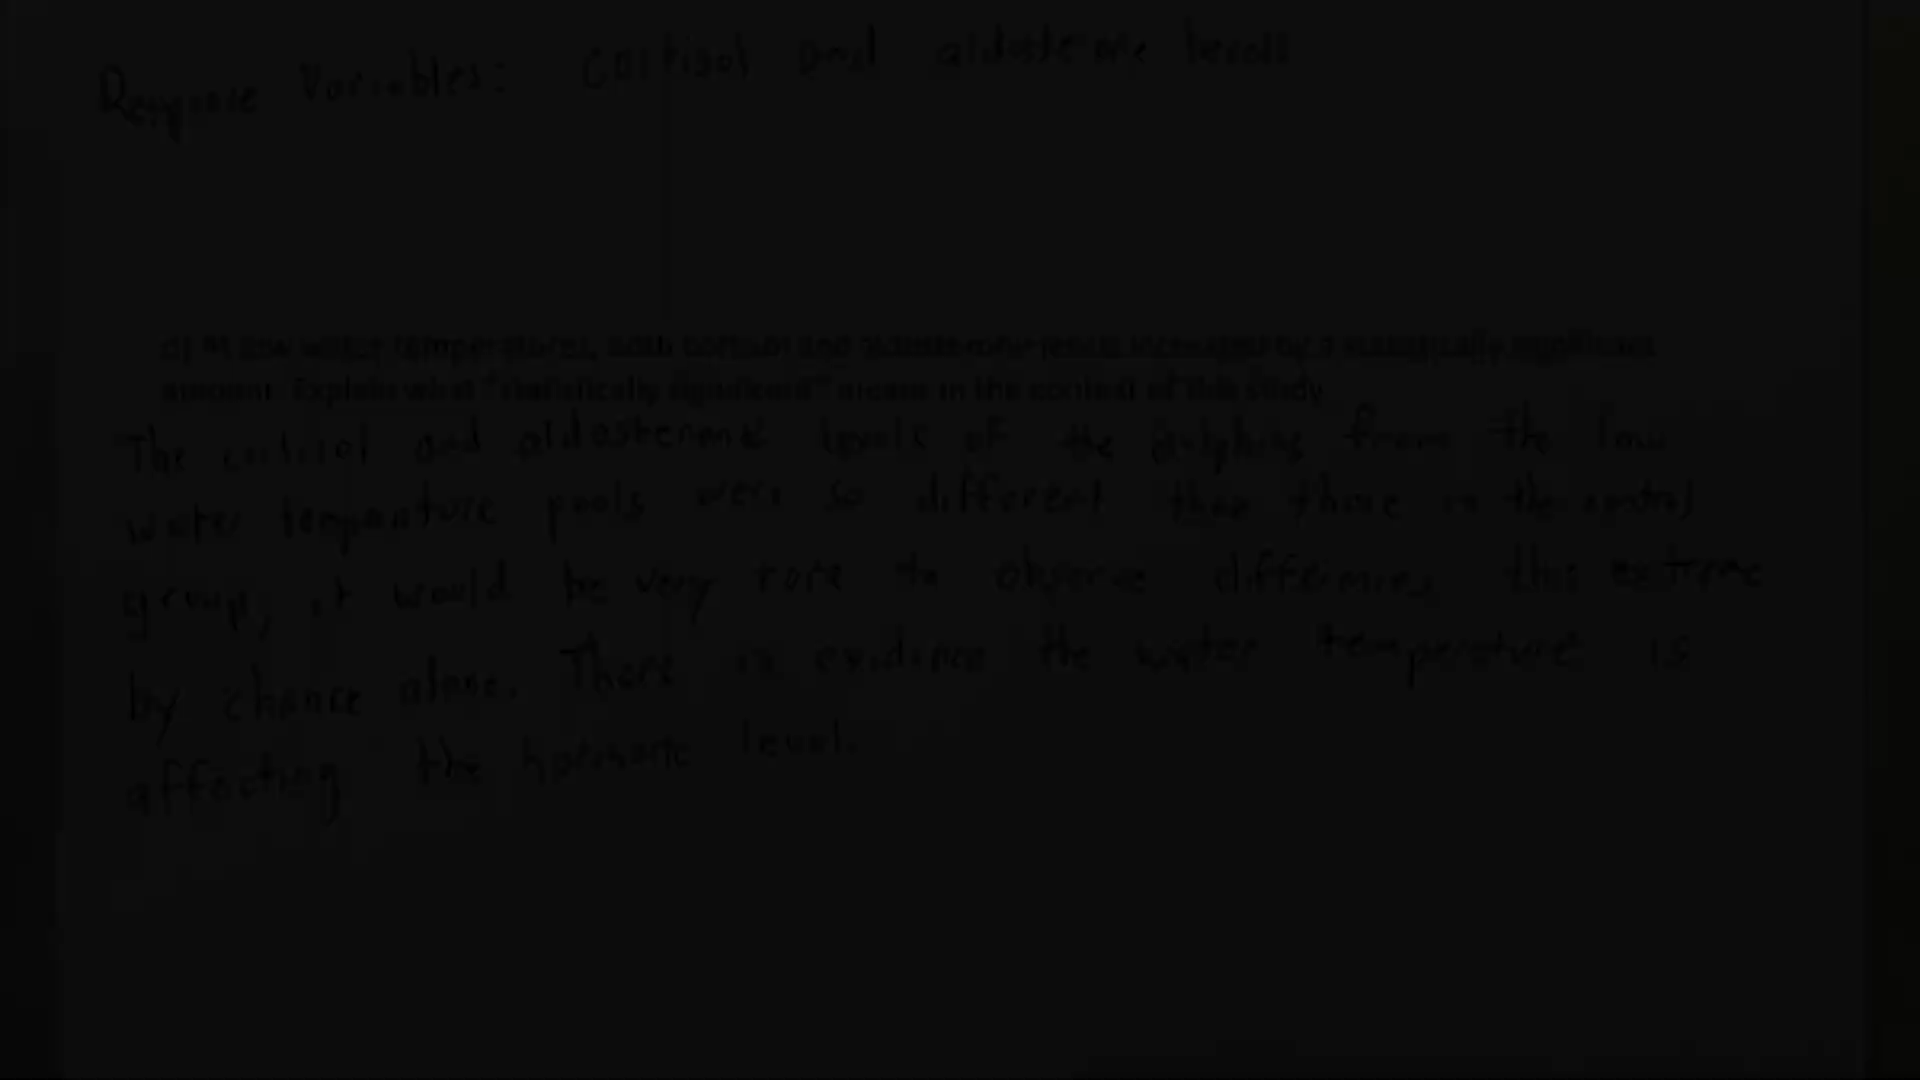 Response Variables: Cortisol and aldosterone levels
d) At low water temperatures, both cortisol and aldosterone levels increased by a statistically significant
amount. Explain what "statistically significant" means in the context of this study.
The cortisol and aldosterone levels of the dolphins from the low
water temperature pools were so different than those in the control
group, it would be very rare to observe differences this extreme
by chance alone. There is evidence the water temperature is
affecting the hormone level.